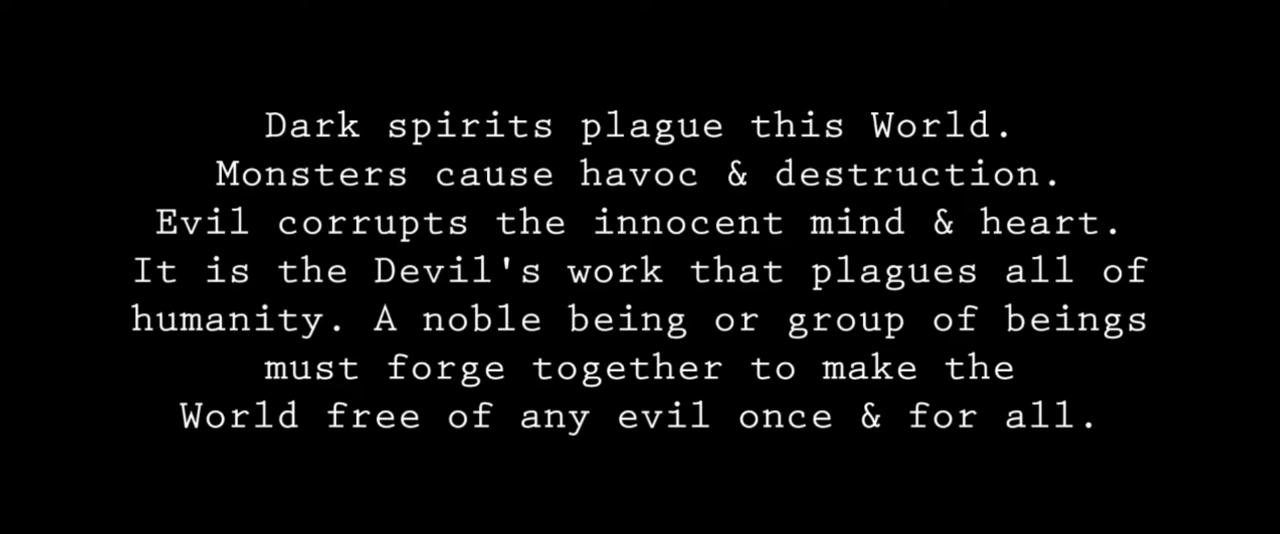 Dark spirits plague this World.
Monsters cause havoc & destruction.
Evil corrupts the innocent mind & heart.
It is the Devil's work that plagues all of
humanity. A noble being or group of beings
must forge together to make the
World free of any evil once & for all.